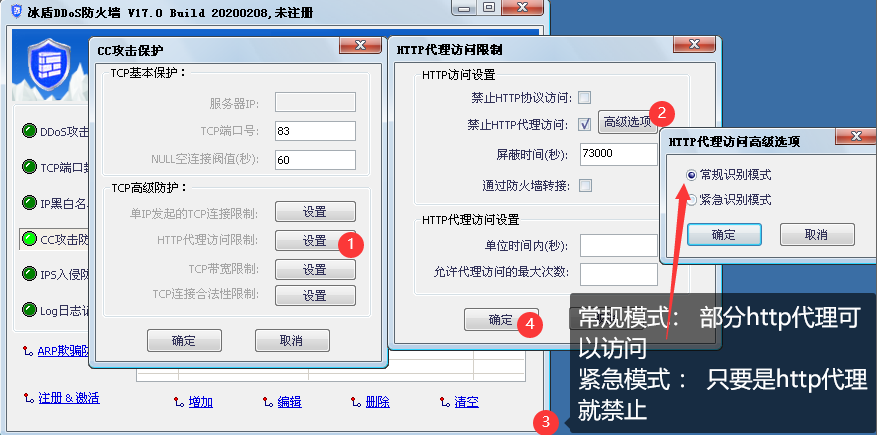 冰盾DDoS防火墙 V17.0 Build 20200208,未注册
DDoS攻击
TCP端口
IP黑白名
CC攻击防
IPS入侵防
Log日志
ARP欺骗防
注册 & 激活
增加
编辑
删除
清空
CC攻击保护
TCP基本保护：
服务器IP:
TCP端口号:
83
NULL空连接阀值(秒):
60
TCP高级防护：
单IP发起的TCP连接限制:
设置
HTTP代理访问限制:
设置
1
TCP带宽限制:
设置
TCP连接合法性限制:
设置
确定
取消
HTTP代理访问限制
HTTP访问设置
禁止HTTP协议访问:
禁止HTTP代理访问:
高级选项
2
屏蔽时间(秒):
73000
通过防火墙转接:
HTTP代理访问设置
单位时间内(秒):
允许代理访问的最大次数:
确定
4
HTTP代理访问高级选项
常规识别模式
紧急识别模式
确定
取消
常规模式： 部分http代理可
以访问
紧急模式 ： 只要是http代理
就禁止
3